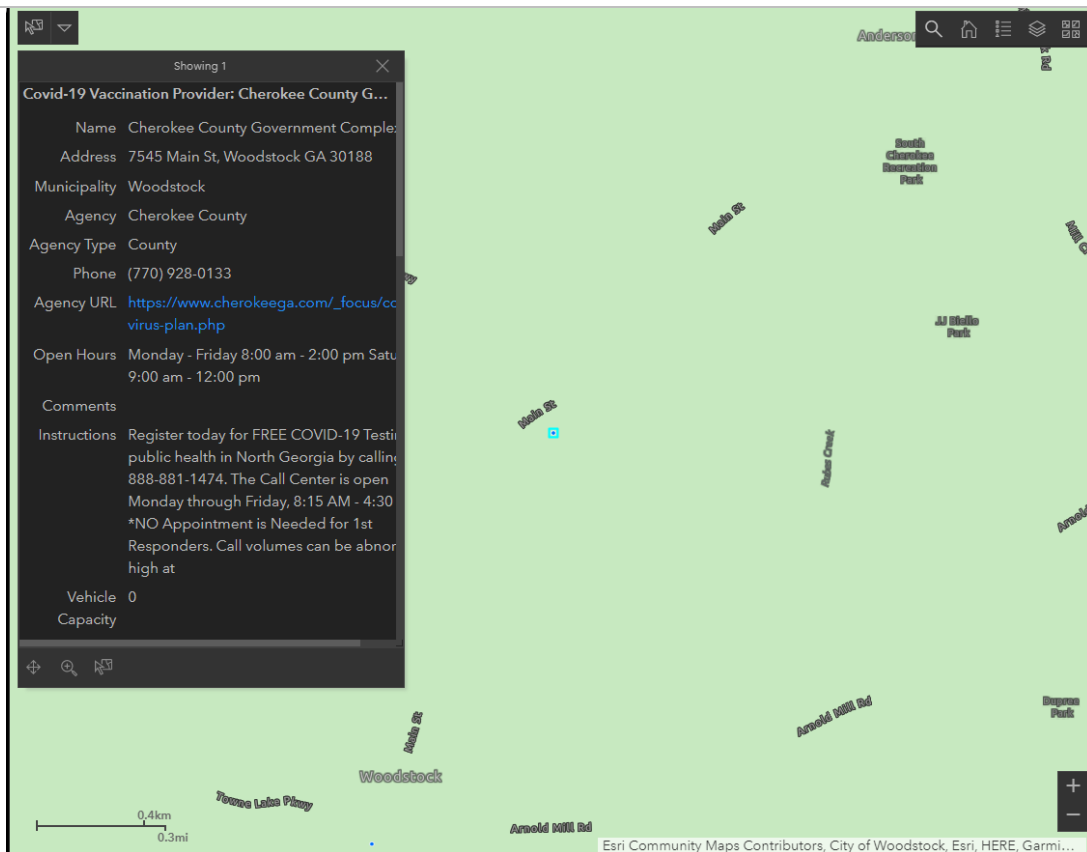 Showing 1
Covid-19 Vaccination Provider: Cherokee County G...
Name Cherokee County Government Comple
Address 7545 Main St, Woodstock GA 30188
Municipality Woodstock
Agency Cherokee County
Agency Type County
Phone (770) 928-0133
Agency URL https://www.cherokeega.com/_focus/co
virus-plan.php
Open Hours Monday - Friday 8:00 am - 2:00 pm Satu
9:00 am - 12:00 pm
Comments
Instructions Register today for FREE COVID-19 Testi
public health in North Georgia by calling
888-881-1474. The Call Center is open
Monday through Friday, 8:15 AM - 4:30
*NO Appointment is Needed for 1st
Responders. Call volumes can be abnor
high at
Vehicle 0
Capacity
Anderson
Rd
South
Cherokee
Recreation
Park
Main St
Mill
JJ Biello
Park
Main St
Rubes Creek
Arnold
Arnold Mill Rd
Dupree
Park
Main St
Woodstock
Towne Lake Pkwy
Arnold Mill Rd
0.4km
0.3mi
Esri Community Maps Contributors, City of Woodstock, Esri, HERE, Garmi...